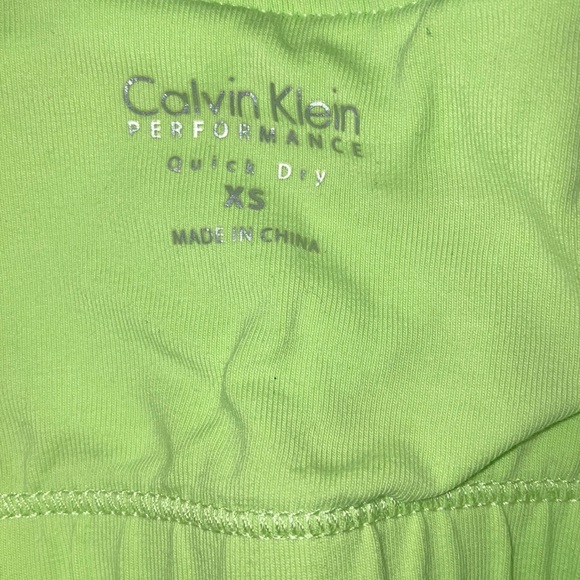 Calvin Klein
PERFORMANCE
Quick Dry
XS
MADE IN CHINA